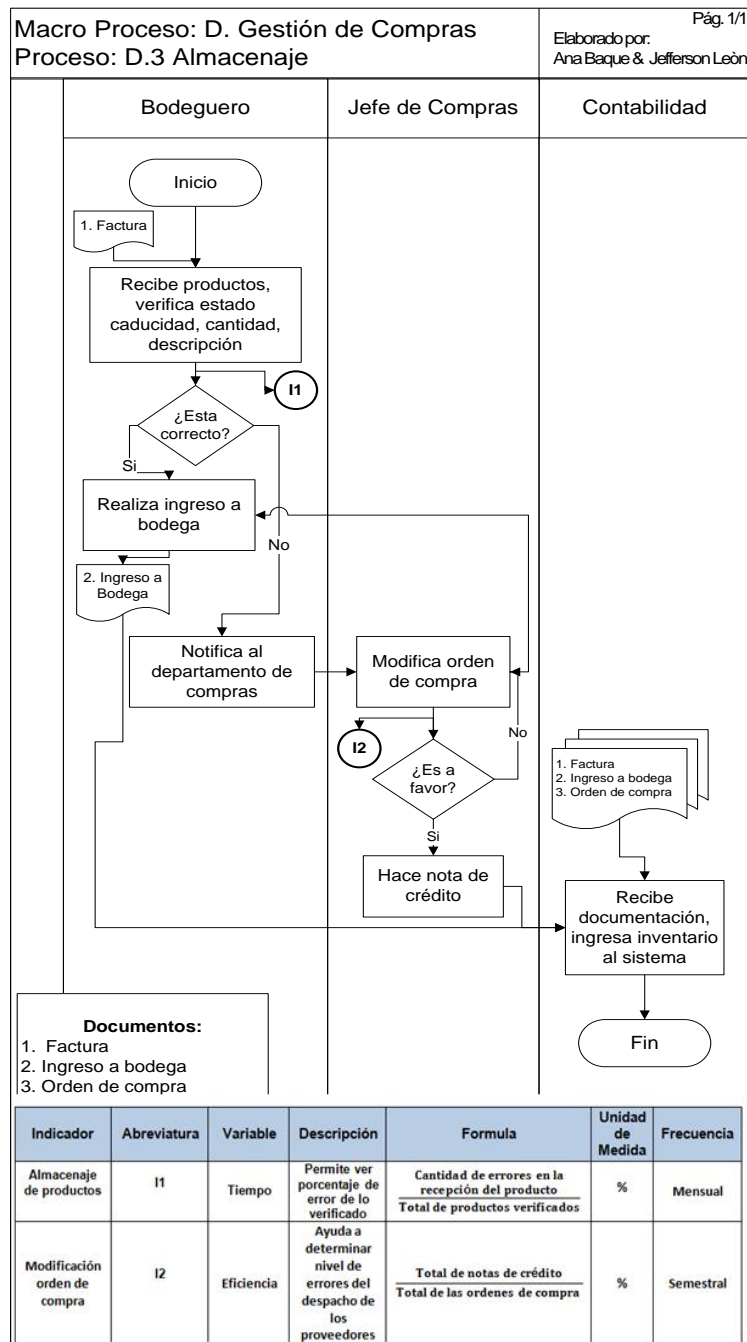 Macro Proceso: D. Gestión de Compras
Proceso: D.3 Almacenaje
Pág. 1/1
Elaborado por:
Ana Baque & Jefferson Leòn
Bodeguero
Jefe de Compras
Contabilidad
Inicio
1. Factura
Recibe productos,
verifica estado
caducidad, cantidad,
descripción
I1
¿Esta
correcto?
Si
Realiza ingreso a
bodega
No
2. Ingreso a
Bodega
Notifica al
departamento de
compras
Modifica orden
de compra
I2
No
¿Es a
favor?
Si
1. Factura
2. Ingreso a bodega
3. Orden de compra
Hace nota de
crédito
Recibe
documentación,
ingresa inventario
al sistema
Fin
Documentos:
1. Factura
2. Ingreso a bodega
3. Orden de compra
Indicador
Abreviatura
Variable
Descripción
Formula
Unidad
de
Medida
Frecuencia
Almacenaje
de productos
I1
Tiempo
Permite ver
porcentaje de
error de lo
verificado
Cantidad de errores en la
recepción del producto
Total de productos verificados
%
Mensual
Modificación
orden de
compra
I2
Eficiencia
Ayuda a
determinar
nivel de
errores del
despacho de
los
proveedores
Total de notas de crédito
Total de las ordenes de compra
%
Semestral